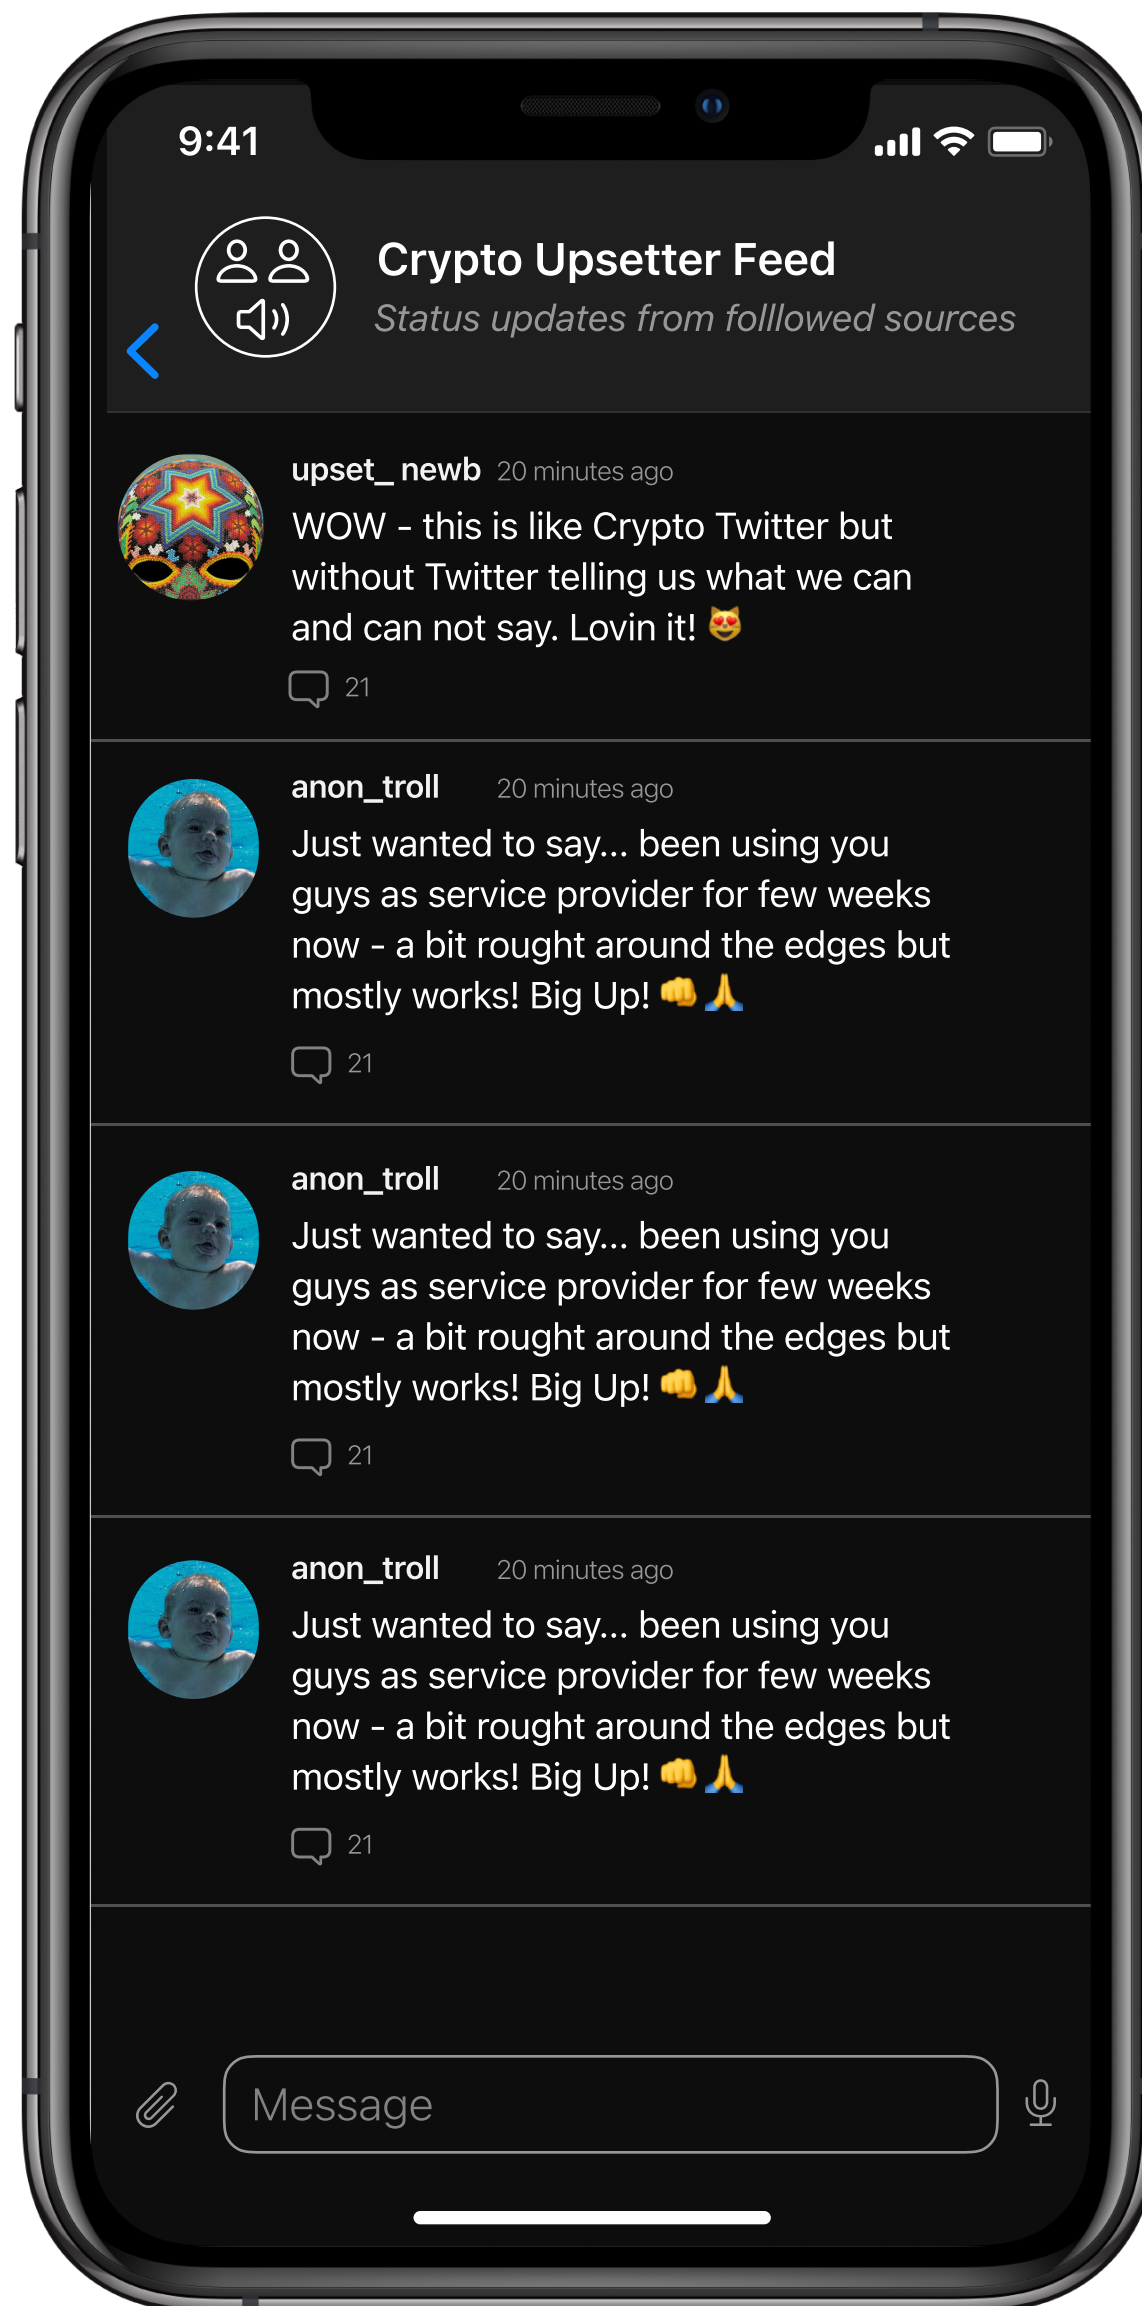 9:41
Crypto Upsetter Feed
Status updates from folllowed sources
upset_ newb 20 minutes ago
WOW - this is like Crypto Twitter but
without Twitter telling us what we can
and can not say. Lovin it! 😻
21
anon_troll 20 minutes ago
Just wanted to say... been using you
guys as service provider for few weeks
now - a bit rought around the edges but
mostly works! Big Up! 👊🙏
21
anon_troll 20 minutes ago
Just wanted to say... been using you
guys as service provider for few weeks
now - a bit rought around the edges but
mostly works! Big Up! 👊🙏
21
anon_troll 20 minutes ago
Just wanted to say... been using you
guys as service provider for few weeks
now - a bit rought around the edges but
mostly works! Big Up! 👊🙏
21
Message